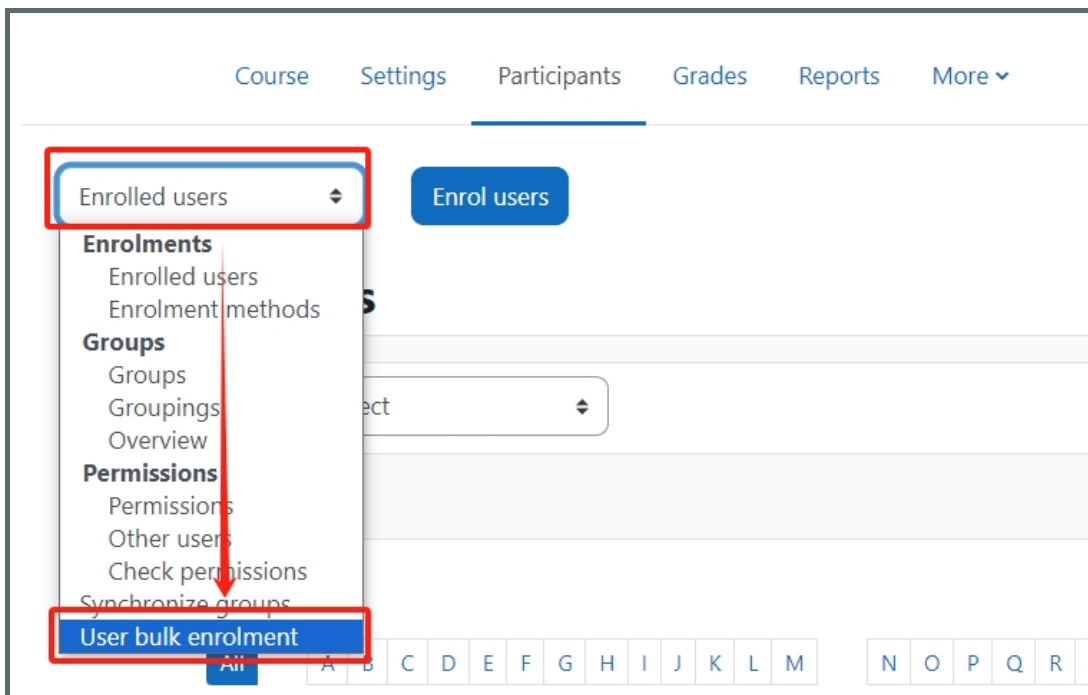 Course Settings Participants Grades Reports More
Enrolled users Enrol users
Enrolments
Enrolled users
Enrolment methods
s
Groups
Groups
Groupings ect
Overview
Permissions
Permissions
Other users
Check permissions
Synchronize groups
User bulk enrolment
All A B C D E F G H I J K L M N O P Q R